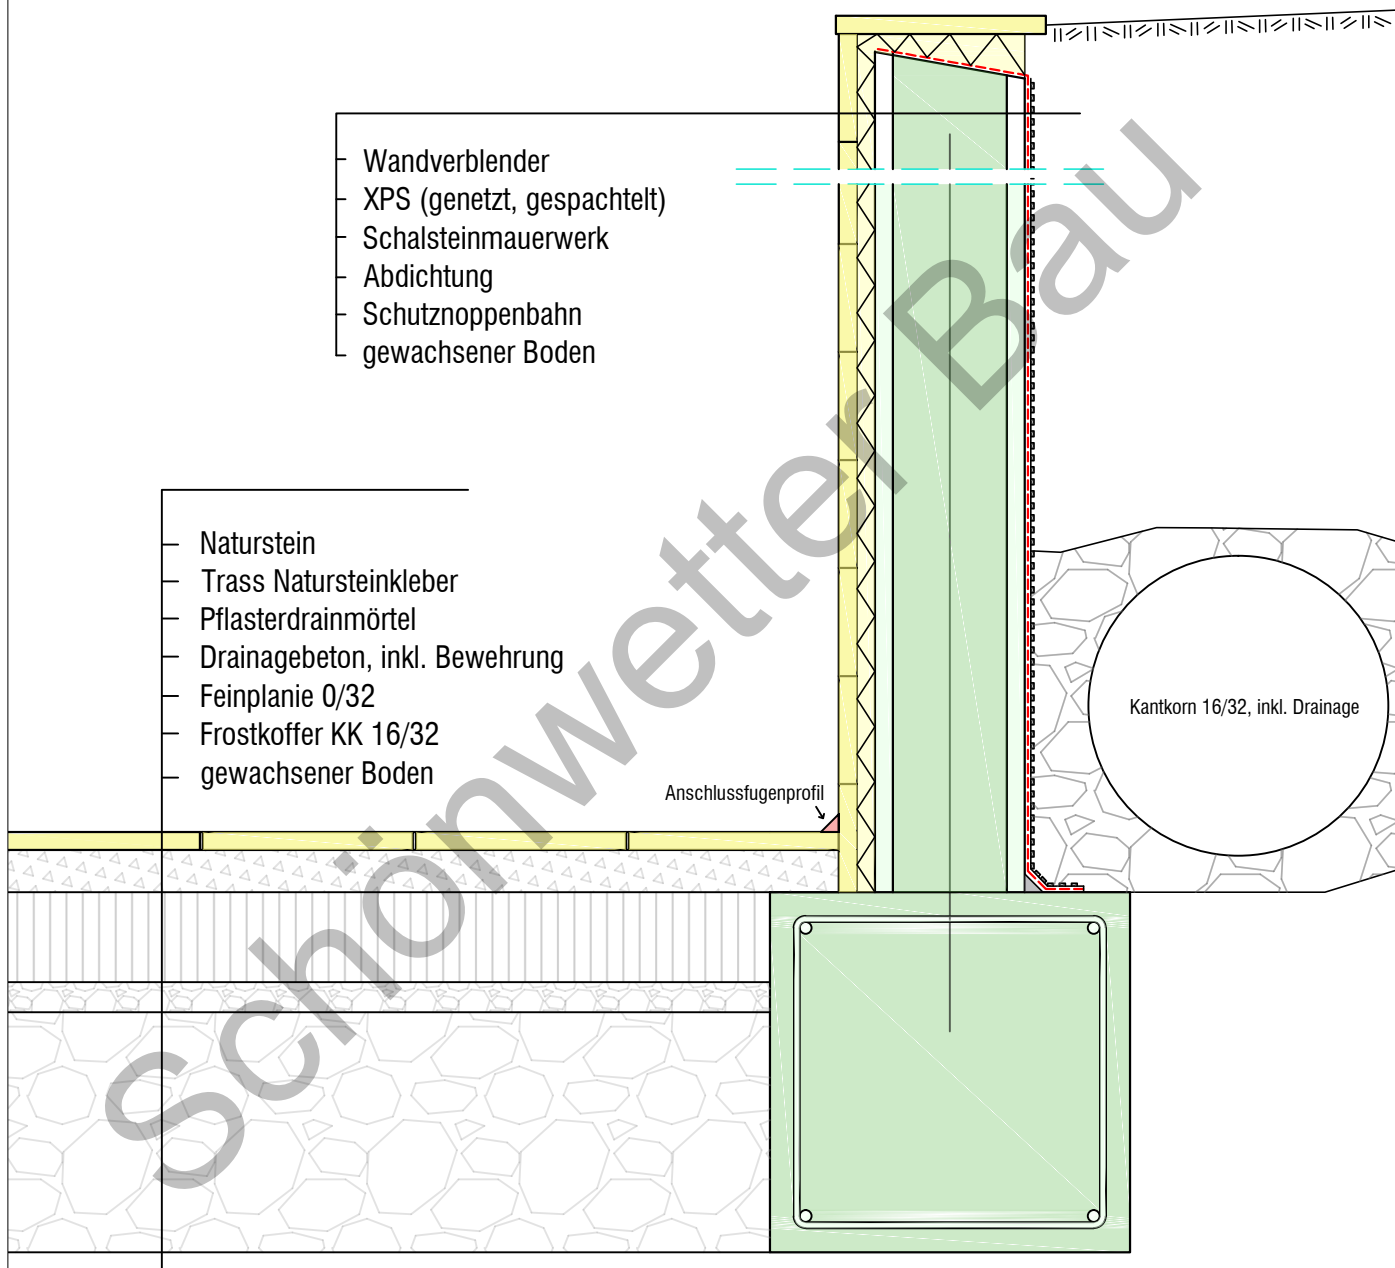 Wandverblender
XPS (genetzt, gespachtelt)
Schalsteinmauerwerk
Abdichtung
Schutznoppenbahn
gewachsener Boden
Naturstein
Trass Natursteinkleber
Pflasterdrainmörtel
Drainagebeton, inkl. Bewehrung
Feinplanie 0/32
Frostkoffer KK 16/32
gewachsener Boden
Kantkorn 16/32, inkl. Drainage
Anschlussfugenprofil
Schönwetter Bau